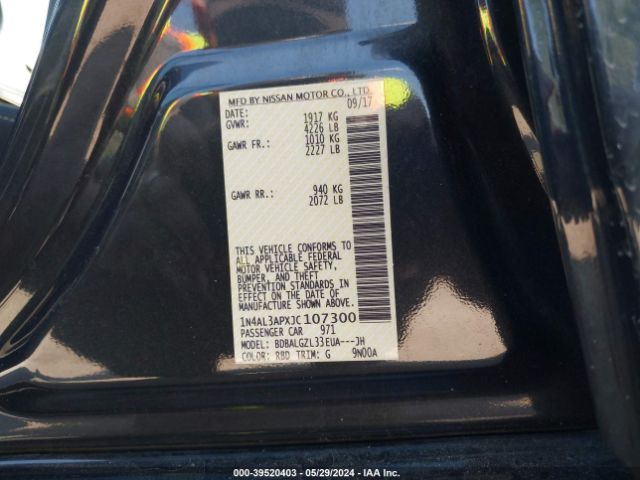 MFD BY NISSAN MOTOR CO., LTD.
DATE: 09/17
GVWR: 1917 KG
4226 LB
GAWR FR.: 1010 KG
2227 LB
GAWR RR.: 940 KG
2072 LB
THIS VEHICLE CONFORMS TO
ALL APPLICABLE FEDERAL
MOTOR VEHICLE SAFETY,
BUMPER, AND THEFT
PREVENTION STANDARDS
IN EFFECT ON THE DATE OF
MANUFACTURE SHOWN ABOVE.
1N4AL3APXJC107300
PASSENGER CAR 971
MODEL: BDBALGZL33EUA---JH
COLOR: RBD TRIM: G 9N00A
000-39520403 - 05/29/2024 - IAA Inc.